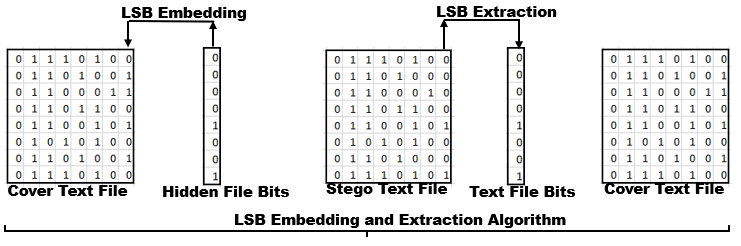 LSB Embedding
LSB Extraction
0 1 1 1 0 1 0 0
0 1 1 0 1 0 0 1
0 1 1 0 0 0 1 1
0 1 1 0 1 1 0 0
0 1 1 0 0 1 0 1
0 1 0 1 0 1 0 0
0 1 1 0 1 0 0 1
0 1 1 1 0 1 0 0
Cover Text File
0
0
0
0
1
0
0
1
Hidden File Bits
0 1 1 1 0 1 0 0
0 1 1 0 1 0 0 0
0 1 1 0 0 0 1 0
0 1 1 0 1 1 0 0
0 1 1 0 0 1 0 1
0 1 0 1 0 1 0 0
0 1 1 0 1 0 0 0
0 1 1 1 0 1 0 1
Stego Text File
0
0
0
0
1
0
0
1
Text File Bits
0 1 1 1 0 1 0 0
0 1 1 0 1 0 0 1
0 1 1 0 0 0 1 1
0 1 1 0 1 1 0 0
0 1 1 0 0 1 0 1
0 1 0 1 0 1 0 0
0 1 1 0 1 0 0 1
0 1 1 1 0 1 0 0
Cover Text File
LSB Embedding and Extraction Algorithm